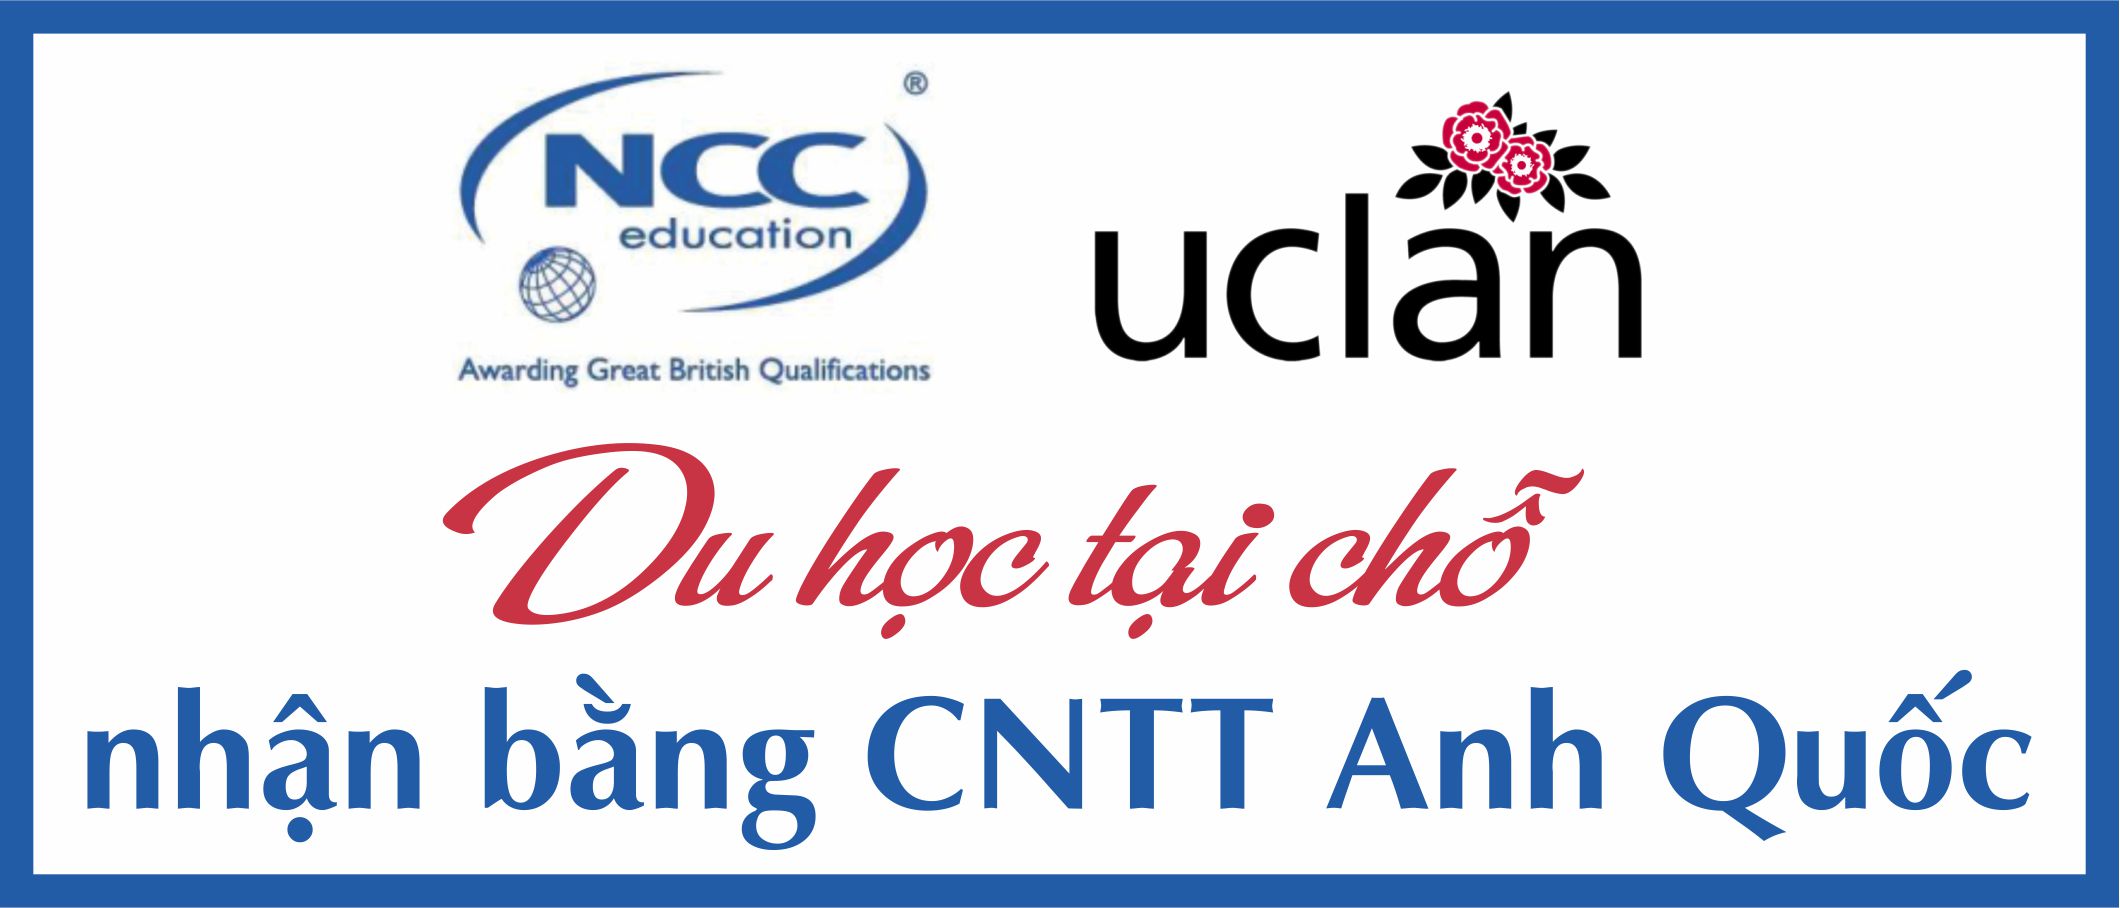 NCC ®
education
Awarding Great British Qualifications
uclan
Du học tại chỗ
nhận bằng CNTT Anh Quốc